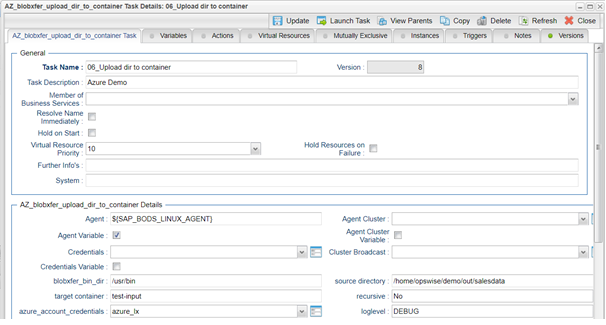 AZ_blobxfer_upload_dir_to_container Task Details: 06_Upload dir to container
Update Launch Task View Parents Copy Delete Refresh Close
AZ_blobxfer_upload_dir_to_container Task Variables Actions Virtual Resources Mutually Exclusive Instances Triggers Notes Versions
General
Task Name : 06_Upload dir to container Version : 8
Task Description : Azure Demo
Member of
Business Services :
Resolve Name
Immediately :
Hold on Start :
Virtual Resource
Priority : 10 Hold Resources on
Failure :
Further Info's :
System :
AZ_blobxfer_upload_dir_to_container Details
Agent : ${SAP_BODS_LINUX_AGENT} Agent Cluster :
Agent Variable : Agent Cluster
Variable :
Credentials : Cluster Broadcast :
Credentials Variable :
blobxfer_bin_dir : /usr/bin source directory : /home/opswise/demo/out/salesdata
target container : test-input recursive : No
azure_account_credentials : azure_lx loglevel : DEBUG